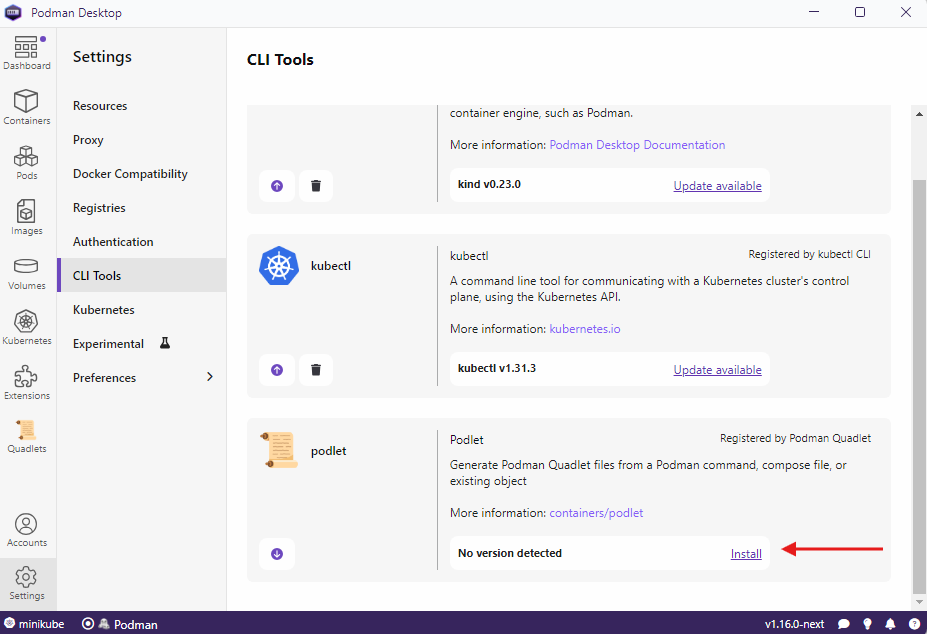 Podman Desktop
Dashboard
Containers
Pods
Images
Volumes
Kubernetes
Extensions
Quadlets
Accounts
Settings
Settings
Resources
Proxy
Docker Compatibility
Registries
Authentication
CLI Tools
Kubernetes
Experimental
Preferences
CLI Tools
container engine, such as Podman.
More information: Podman Desktop Documentation
kind v0.23.0 Update available
kubectl
kubectl Registered by kubectl CLI
A command line tool for communicating with a Kubernetes cluster's control
plane, using the Kubernetes API.
More information: kubernetes.io
kubectl v1.31.3 Update available
podlet
Podlet Registered by Podman Quadlet
Generate Podman Quadlet files from a Podman command, compose file, or
existing object
More information: containers/podlet
No version detected Install
minikube Podman v1.16.0-next